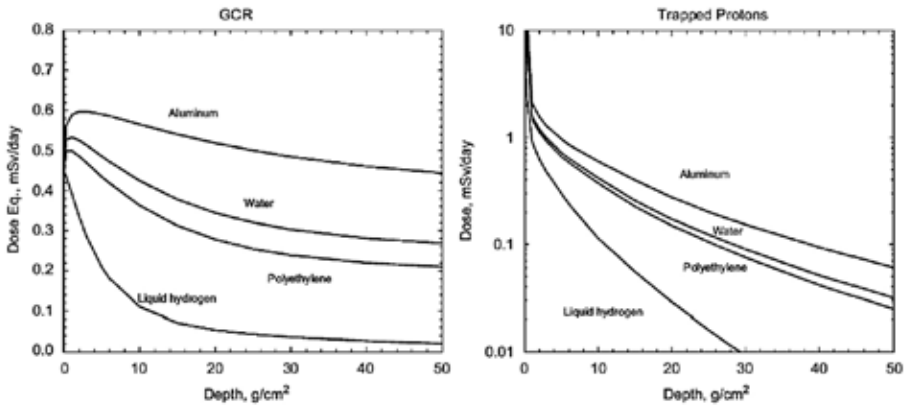 GCR
0.8
0.7
0.6
0.5
0.4
0.3
0.2
0.1
0.0
Dose Eq., mSv/day
Aluminum
Water
Polyethylene
Liquid hydrogen
0 10 20 30 40 50
Depth, g/cm²
Trapped Protons
10
1
0.1
0.01
Dose, mSv/day
Aluminum
Water
Polyethylene
Liquid hydrogen
0 10 20 30 40 50
Depth, g/cm²